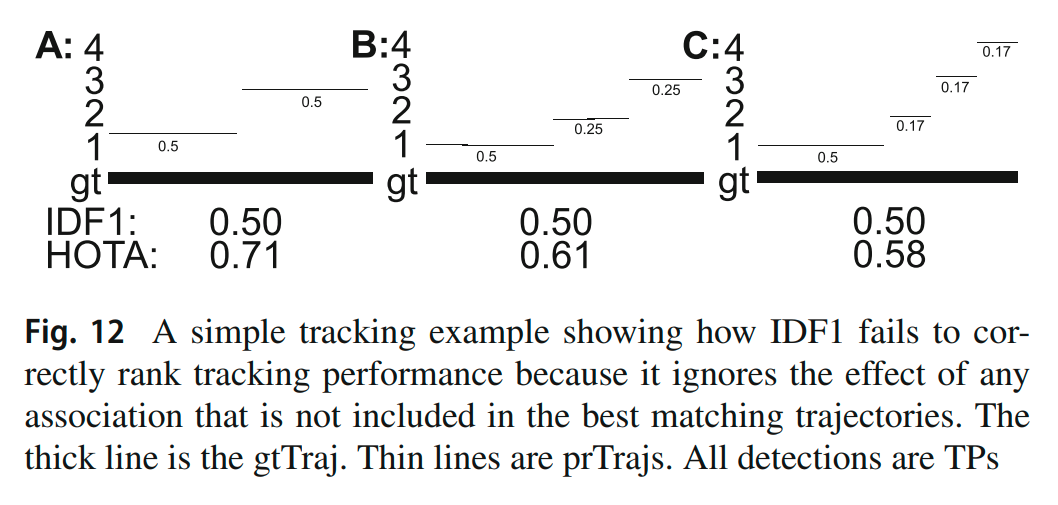 A: 4 B:4 C:4
3 3 3
2 2 2
1 1 1
gt gt gt
0.5 0.5
0.5 0.25 0.25
0.5 0.17 0.17 0.17
IDF1: 0.50 0.50 0.50
HOTA: 0.71 0.61 0.58
Fig. 12 A simple tracking example showing how IDF1 fails to cor-
rectly rank tracking performance because it ignores the effect of any
association that is not included in the best matching trajectories. The
thick line is the gtTraj. Thin lines are prTrajs. All detections are TPs